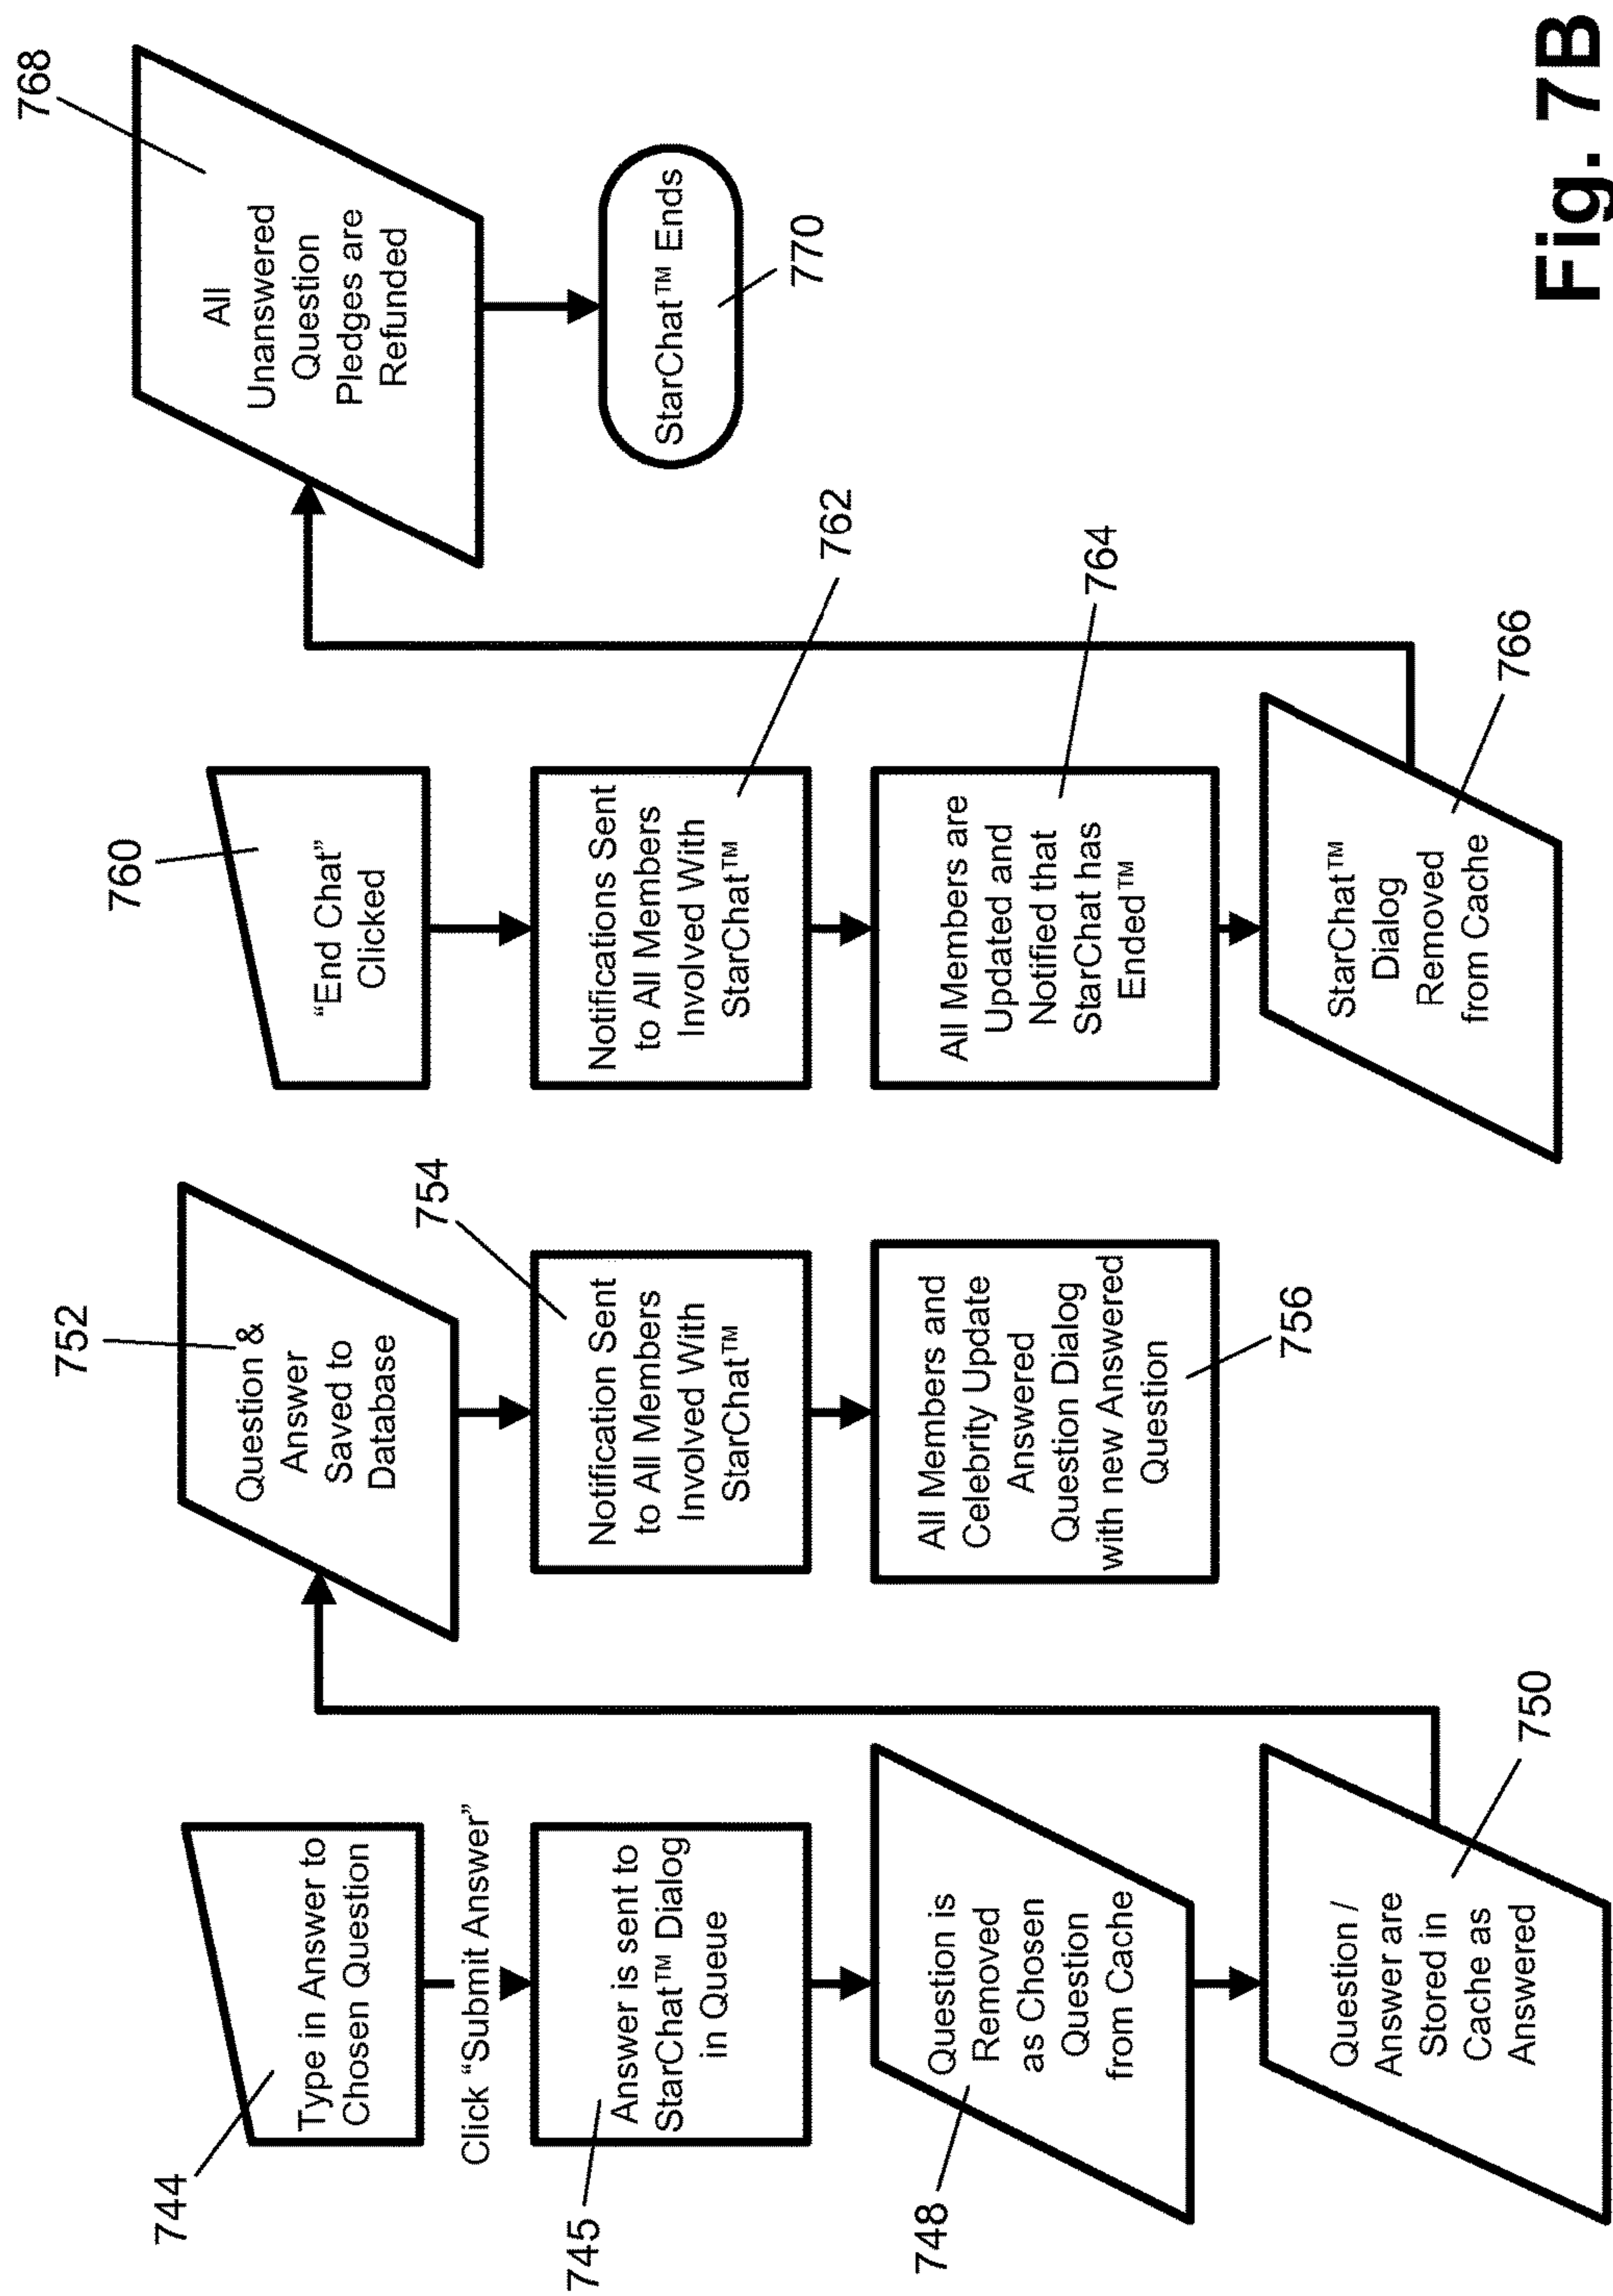 744
Type in Answer to
Chosen Question
Click “Submit Answer”
745
Answer is sent to
StarChat™ Dialog
in Queue
748
Question is
Removed
as Chosen
Question
from Cache
Question /
Answer are
Stored in
Cache as
Answered
750
752
Question &
Answer
Saved to
Database
754
Notification Sent
to All Members
Involved With
StarChat™
All Members and
Celebrity Update
Answered
Question Dialog
with new Answered
Question
756
760
“End Chat”
Clicked
Notifications Sent
to All Members
Involved With
StarChat™
762
All Members are
Updated and
Notified that
StarChat has
Ended™
764
StarChat™
Dialog
Removed
from Cache
766
768
All
Unanswered
Question
Pledges are
Refunded
StarChat™ Ends
770
Fig. 7B